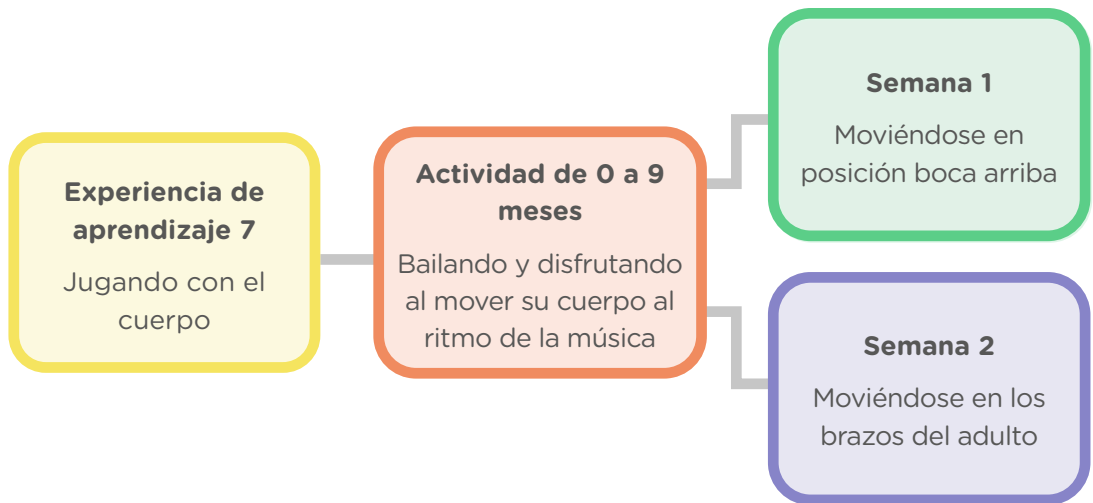 Experiencia de
aprendizaje 7
Jugando con el
cuerpo
Actividad de 0 a 9
meses
Bailando y disfrutando
al mover su cuerpo al
ritmo de la música
Semana 1
Moviéndose en
posición boca arriba
Semana 2
Moviéndose en los
brazos del adulto